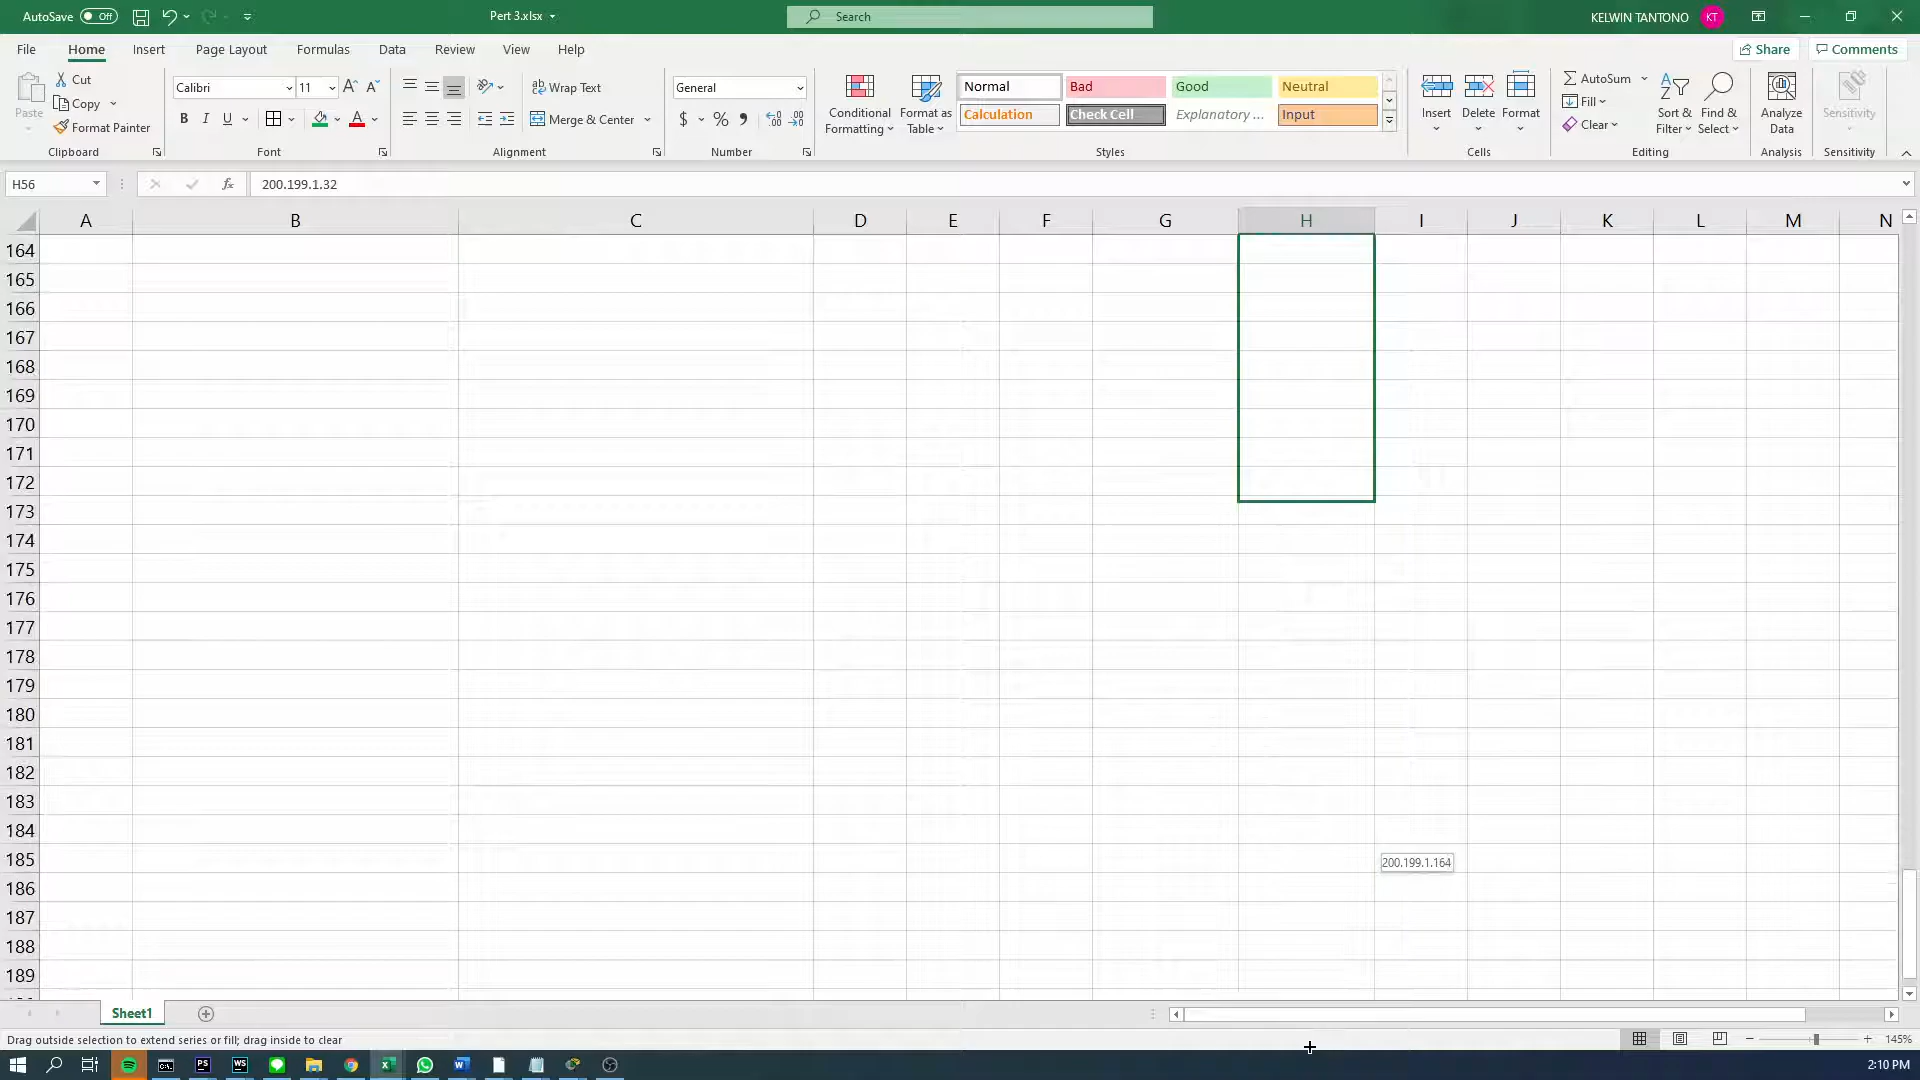 AutoSave Off Part 3.xlsx Search KELWIN TANTONO KT
File Home Insert Page Layout Formulas Data Review View Help Share Comments
Paste Cut Copy Format Painter Clipboard
Calibri 11 A A B I U A Font
Wrap Text Merge & Center Alignment
General $ % Number
Conditional Formatting Format as Table
Normal Bad Good Neutral
Calculation Check Cell Explanatory ... Input
Styles
Insert Delete Format Cells
AutoSum Fill Clear Sort & Filter Find & Select Editing
Analyze Data Analysis
Sensitivity Sensitivity
H56 fx 200.199.1.32
A B C D E F G H I J K L M N
164
165
166
167
168
169
170
171
172
173
174
175
176
177
178
179
180
181
182
183
184
185 200.199.1.164
186
187
188
189
Sheet1
Drag outside selection to extend series or fill; drag inside to clear 145%
PS WS 2:10 PM